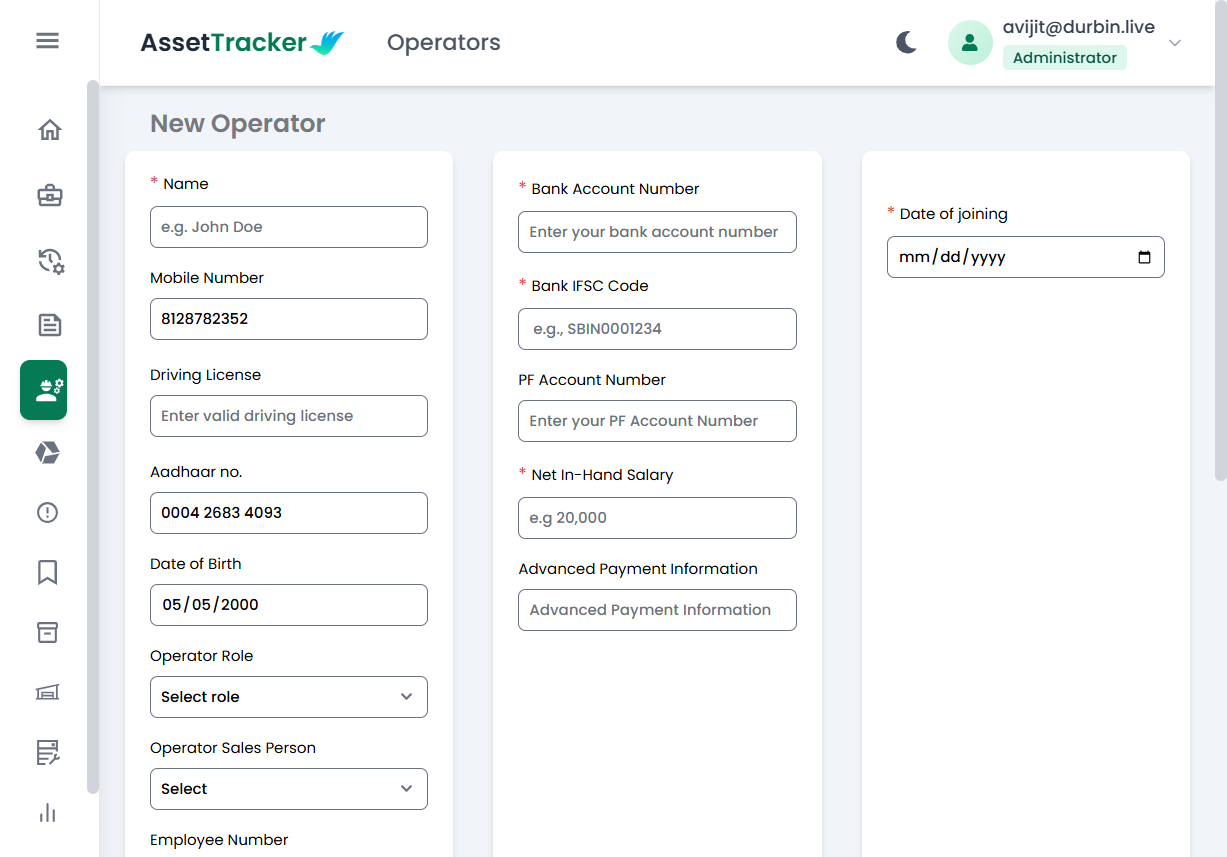 AssetTracker
Operators
avijit@durbin.live
Administrator
New Operator
* Name
e.g. John Doe
Mobile Number
8128782352
Driving License
Enter valid driving license
Aadhaar no.
0004 2683 4093
Date of Birth
05/05/2000
Operator Role
Select role
Operator Sales Person
Select
Employee Number
* Bank Account Number
Enter your bank account number
* Bank IFSC Code
e.g., SBIN0001234
PF Account Number
Enter your PF Account Number
* Net In-Hand Salary
e.g 20,000
Advanced Payment Information
Advanced Payment Information
* Date of joining
mm/dd/yyyy